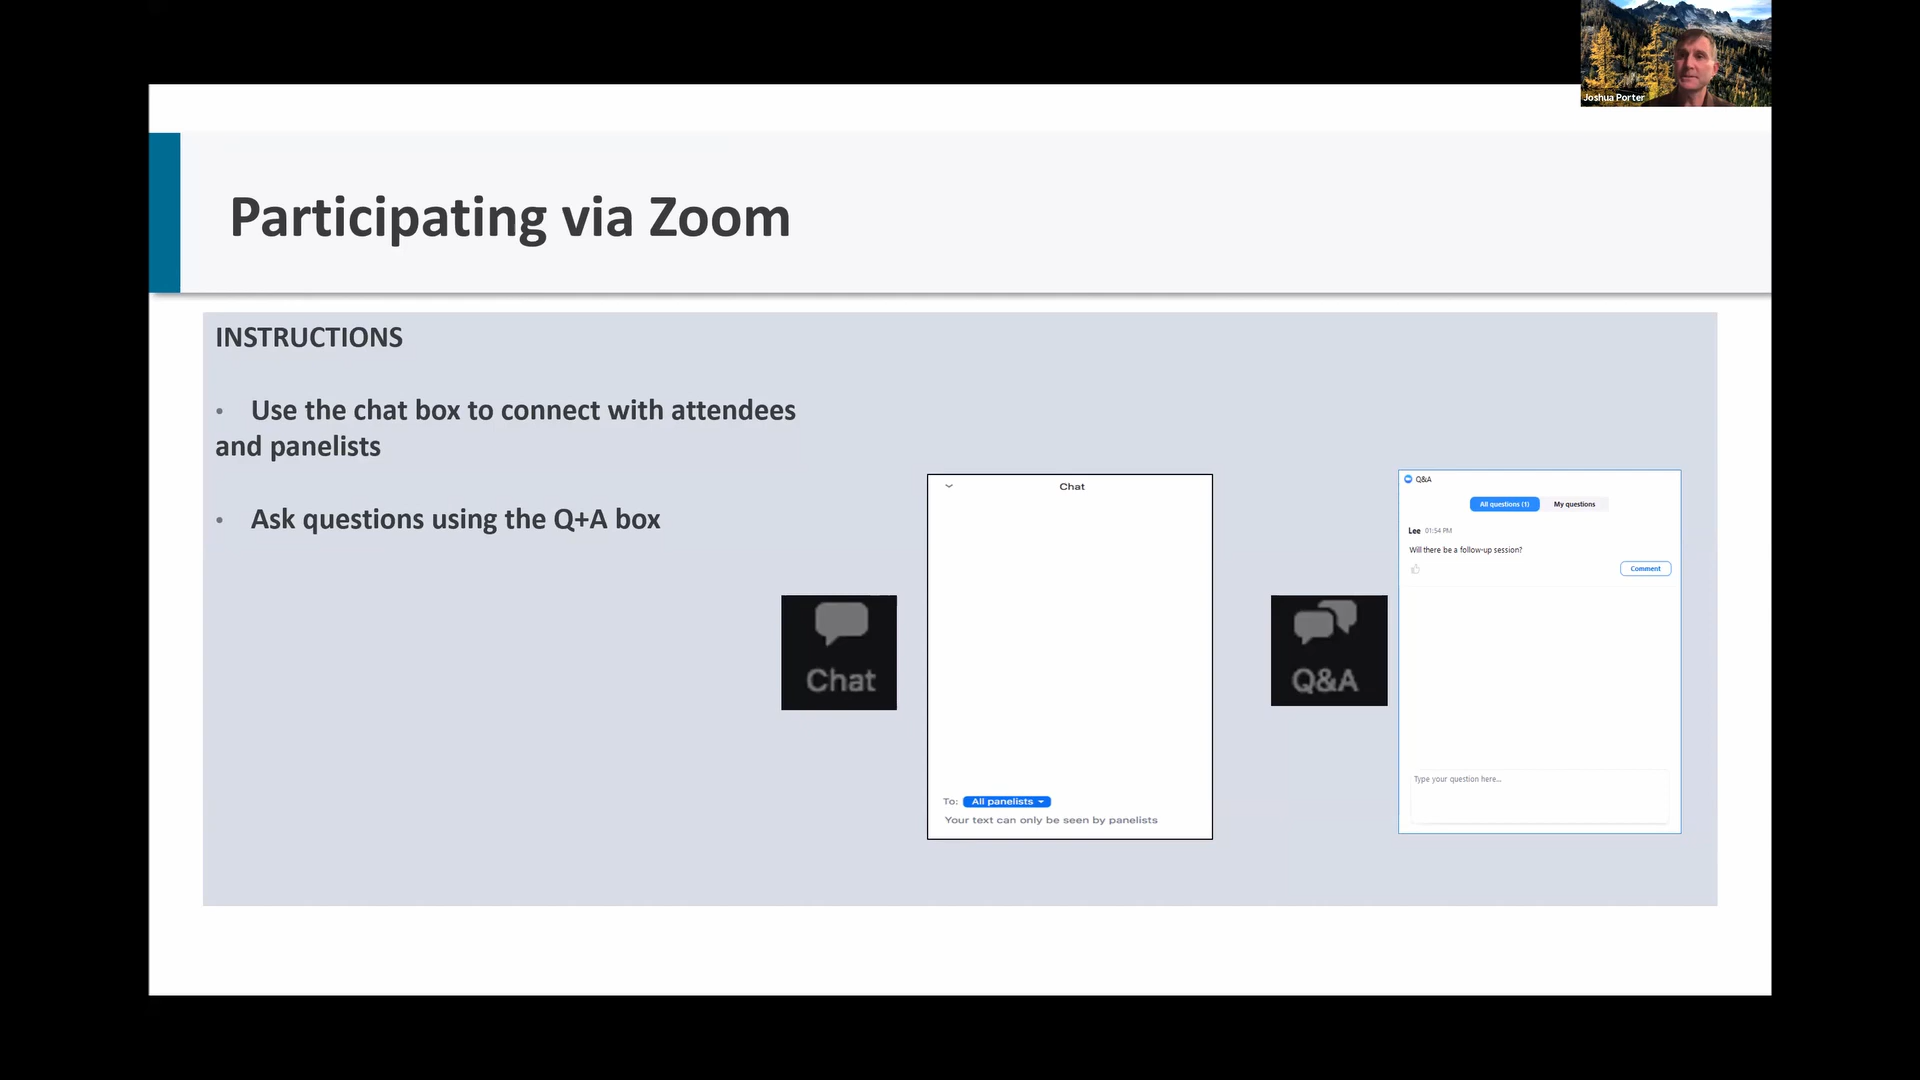 Joshua Porter
Participating via Zoom
INSTRUCTIONS
• Use the chat box to connect with attendees
and panelists
• Ask questions using the Q+A box
Chat
Chat
To: All panelists
Your text can only be seen by panelists
Q&A
Q&A
All questions (1) My questions
Lee 01:54 PM
Will there be a follow-up session?
Comment
Type your question here...